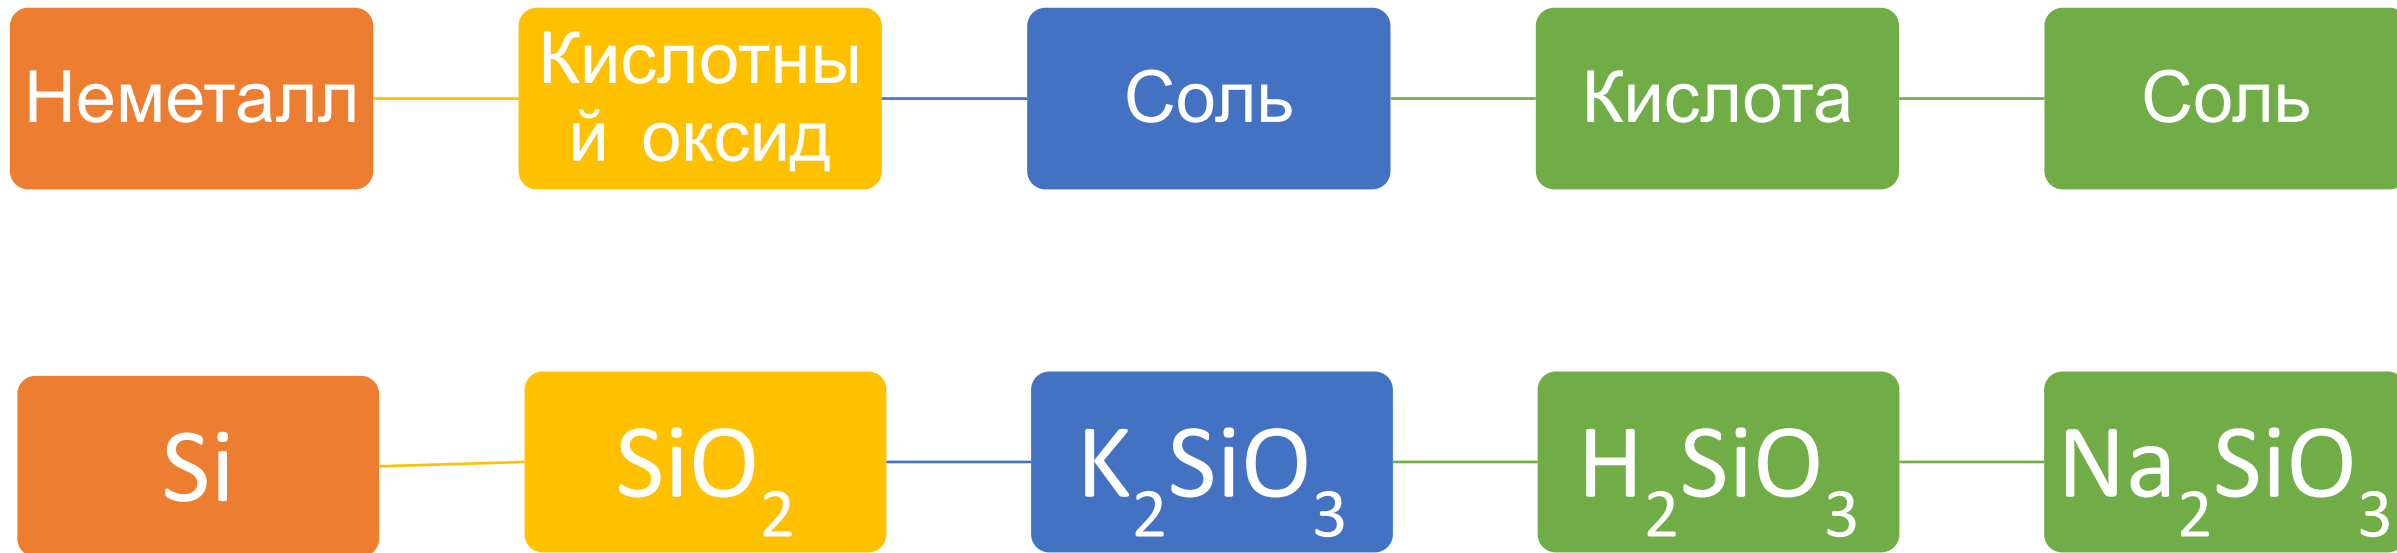 Неметалл
Кислотны
й оксид
Соль
Кислота
Соль
Si
SiO₂
K₂SiO₃
H₂SiO₃
Na₂SiO₃